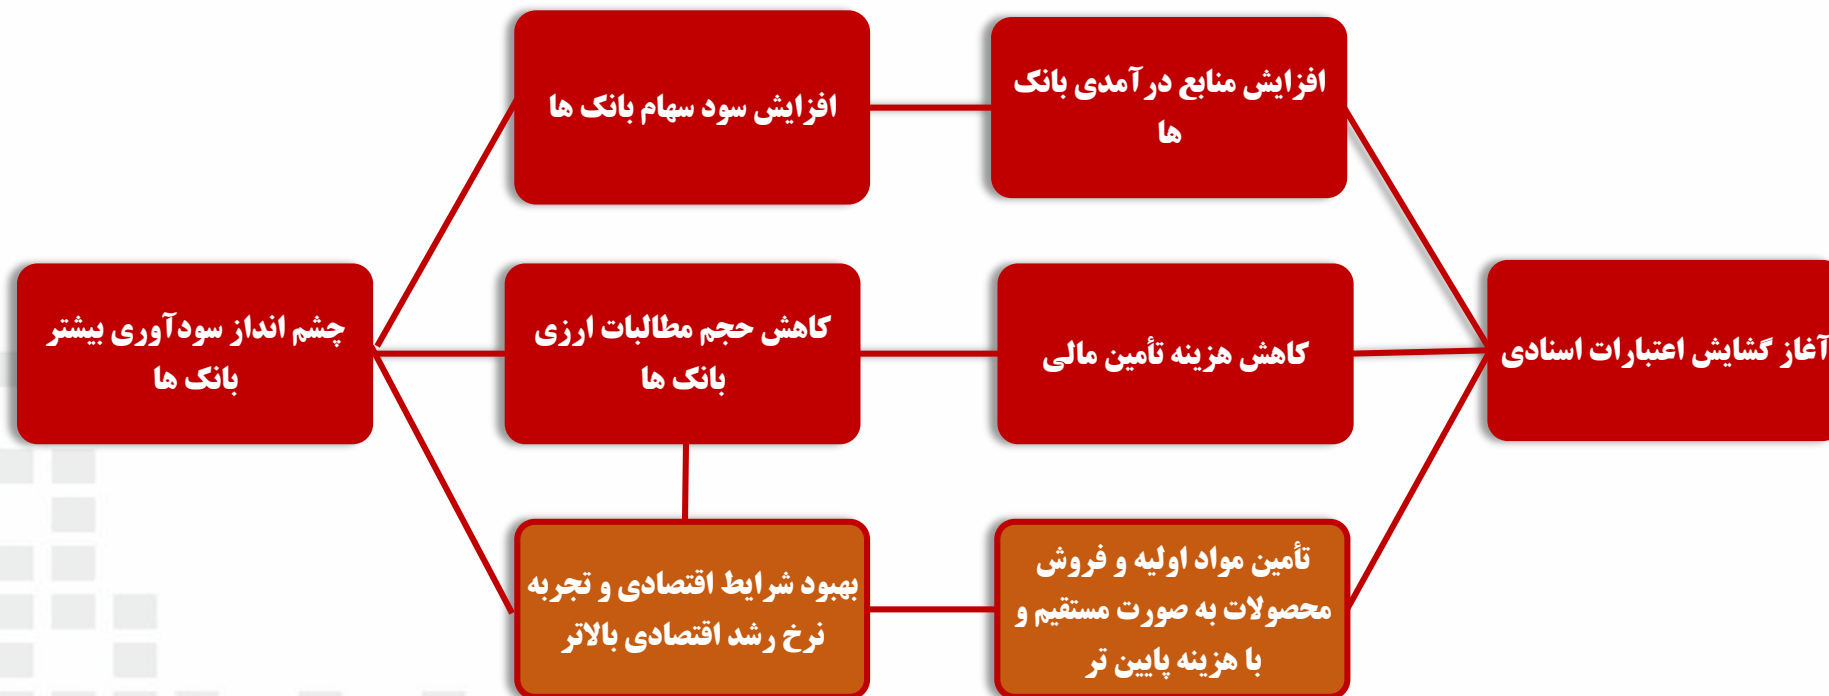 افزایش منابع درآمدی بانک
ها
افزایش سود سهام بانک ها
آغاز گشایش اعتبارات اسنادی
کاهش هزینه تأمین مالی
کاهش حجم مطالبات ارزی
بانک ها
چشم انداز سودآوری بیشتر
بانک ها
تأمین مواد اولیه و فروش
محصولات به صورت مستقیم و
با هزینه پایین تر
بهبود شرایط اقتصادی و تجربه
نرخ رشد اقتصادی بالاتر